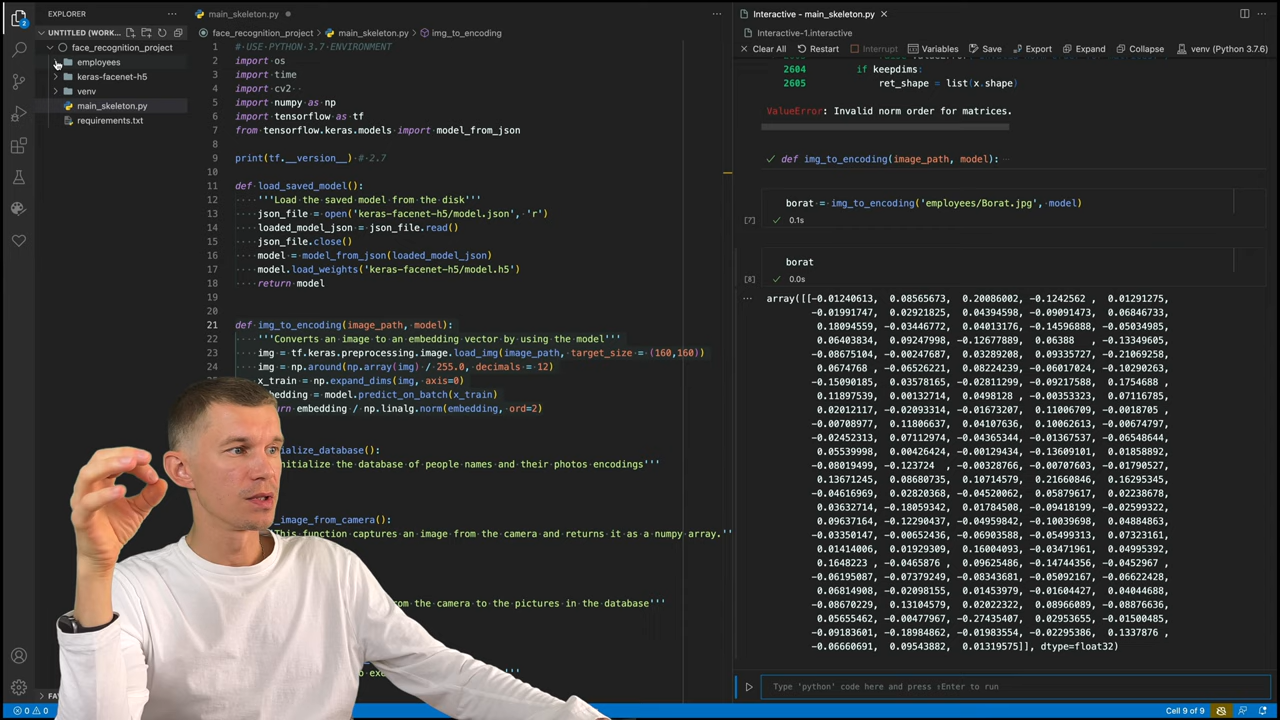 EXPLORER
UNTITLED (WORK...
face_recognition_project
employees
keras-facenet-h5
venv
main_skeleton.py
requirements.txt
main_skeleton.py
face_recognition_project > main_skeleton.py > img_to_encoding
1 # USE PYTHON 3.7 ENVIRONMENT
2 import os
3 import time
4 import cv2
5 import numpy as np
6 import tensorflow as tf
7 from tensorflow.keras.models import model_from_json
8
9 print(tf.__version__) # 2.7
10
11 def load_saved_model():
12 '''Load the saved model from the disk'''
13 json_file = open('keras-facenet-h5/model.json', 'r')
14 loaded_model_json = json_file.read()
15 json_file.close()
16 model = model_from_json(loaded_model_json)
17 model.load_weights('keras-facenet-h5/model.h5')
18 return model
19
20
21 def img_to_encoding(image_path, model):
22 '''Converts an image to an embedding vector by using the model'''
23 img = tf.keras.preprocessing.image.load_img(image_path, target_size = (160,160))
24 img = np.around(np.array(img) / 255.0, decimals = 12)
25 x_train = np.expand_dims(img, axis=0)
bedding = model.predict_on_batch(x_train)
urn embedding / np.linalg.norm(embedding, ord=2)
ialize_database():
nitialize the database of people names and their photos encodings'''
_image_from_camera():
This function captures an image from the camera and returns it as a numpy array.''
from the camera to the pictures in the database'''
to exe
FA
0 0
Interactive - main_skeleton.py
Interactive-1.interactive
Clear All Restart Interrupt Variables Save Export Expand Collapse venv (Python 3.7.6)
2604 if keepdims:
2605 ret_shape = list(x.shape)
ValueError: Invalid norm order for matrices.
def img_to_encoding(image_path, model): ...
borat = img_to_encoding('employees/Borat.jpg', model)
[7] 0.1s
borat
[8] 0.0s
array([[-0.01240613, 0.08565673, 0.20086002, -0.1242562 , 0.01291275,
-0.01991747, 0.02921825, 0.04394598, -0.09091473, 0.06846733,
0.18094559, -0.03446772, 0.04013176, -0.14596888, -0.05034985,
0.06403834, 0.09247998, -0.12677889, 0.06388 , -0.13349605,
-0.08675104, -0.00247687, 0.03289208, 0.09335727, -0.21069258,
0.0674768 , -0.06526221, 0.08224782, -0.06017024, -0.10290263,
-0.15090185, 0.03578165, -0.02811299, -0.09217588, 0.1754688 ,
0.11897539, 0.00132714, 0.0498128 , -0.00353323, 0.07116785,
0.02012117, -0.02093314, -0.01673207, 0.11006709, -0.0018705 ,
-0.00708977, 0.11806637, 0.04107636, 0.10062613, -0.00674797,
-0.02452313, 0.07112974, -0.04365344, -0.01367537, -0.06548644,
0.05539998, 0.00426424, -0.00129434, -0.13609101, 0.01858892,
-0.08019499, -0.123724 , -0.00328766, -0.00707603, -0.01790527,
0.13671245, 0.08680735, 0.10714579, 0.21660846, 0.16295345,
-0.04616969, 0.02820368, -0.04520062, 0.05879617, 0.02238678,
0.03632714, -0.18059342, 0.01785081, -0.09418199, -0.02599322,
0.09637164, -0.12290437, -0.04959842, -0.10039698, 0.04884863,
-0.03350147, -0.00652436, -0.06903588, -0.05499313, 0.07323161,
0.01414006, 0.01929309, 0.16004093, -0.03471961, 0.04995392,
0.1648223 , -0.0465876 , 0.09625611, -0.14744356, -0.0452967 ,
-0.06195087, -0.07379249, -0.08343681, -0.05092167, -0.06622428,
0.06814908, -0.02098155, 0.01453979, -0.01604427, 0.04044688,
-0.08670229, 0.13104579, 0.02022322, 0.08966089, -0.08876636,
0.05477697, -0.00482048, -0.27435407, 0.02953655, -0.01500485,
-0.09183601, -0.18984862, -0.01983554, -0.02295386, 0.1337876 ,
-0.06660691, 0.09543882, 0.01319575]], dtype=float32)
Type 'python' code here and press ⇧Enter to run
Cell 9 of 9